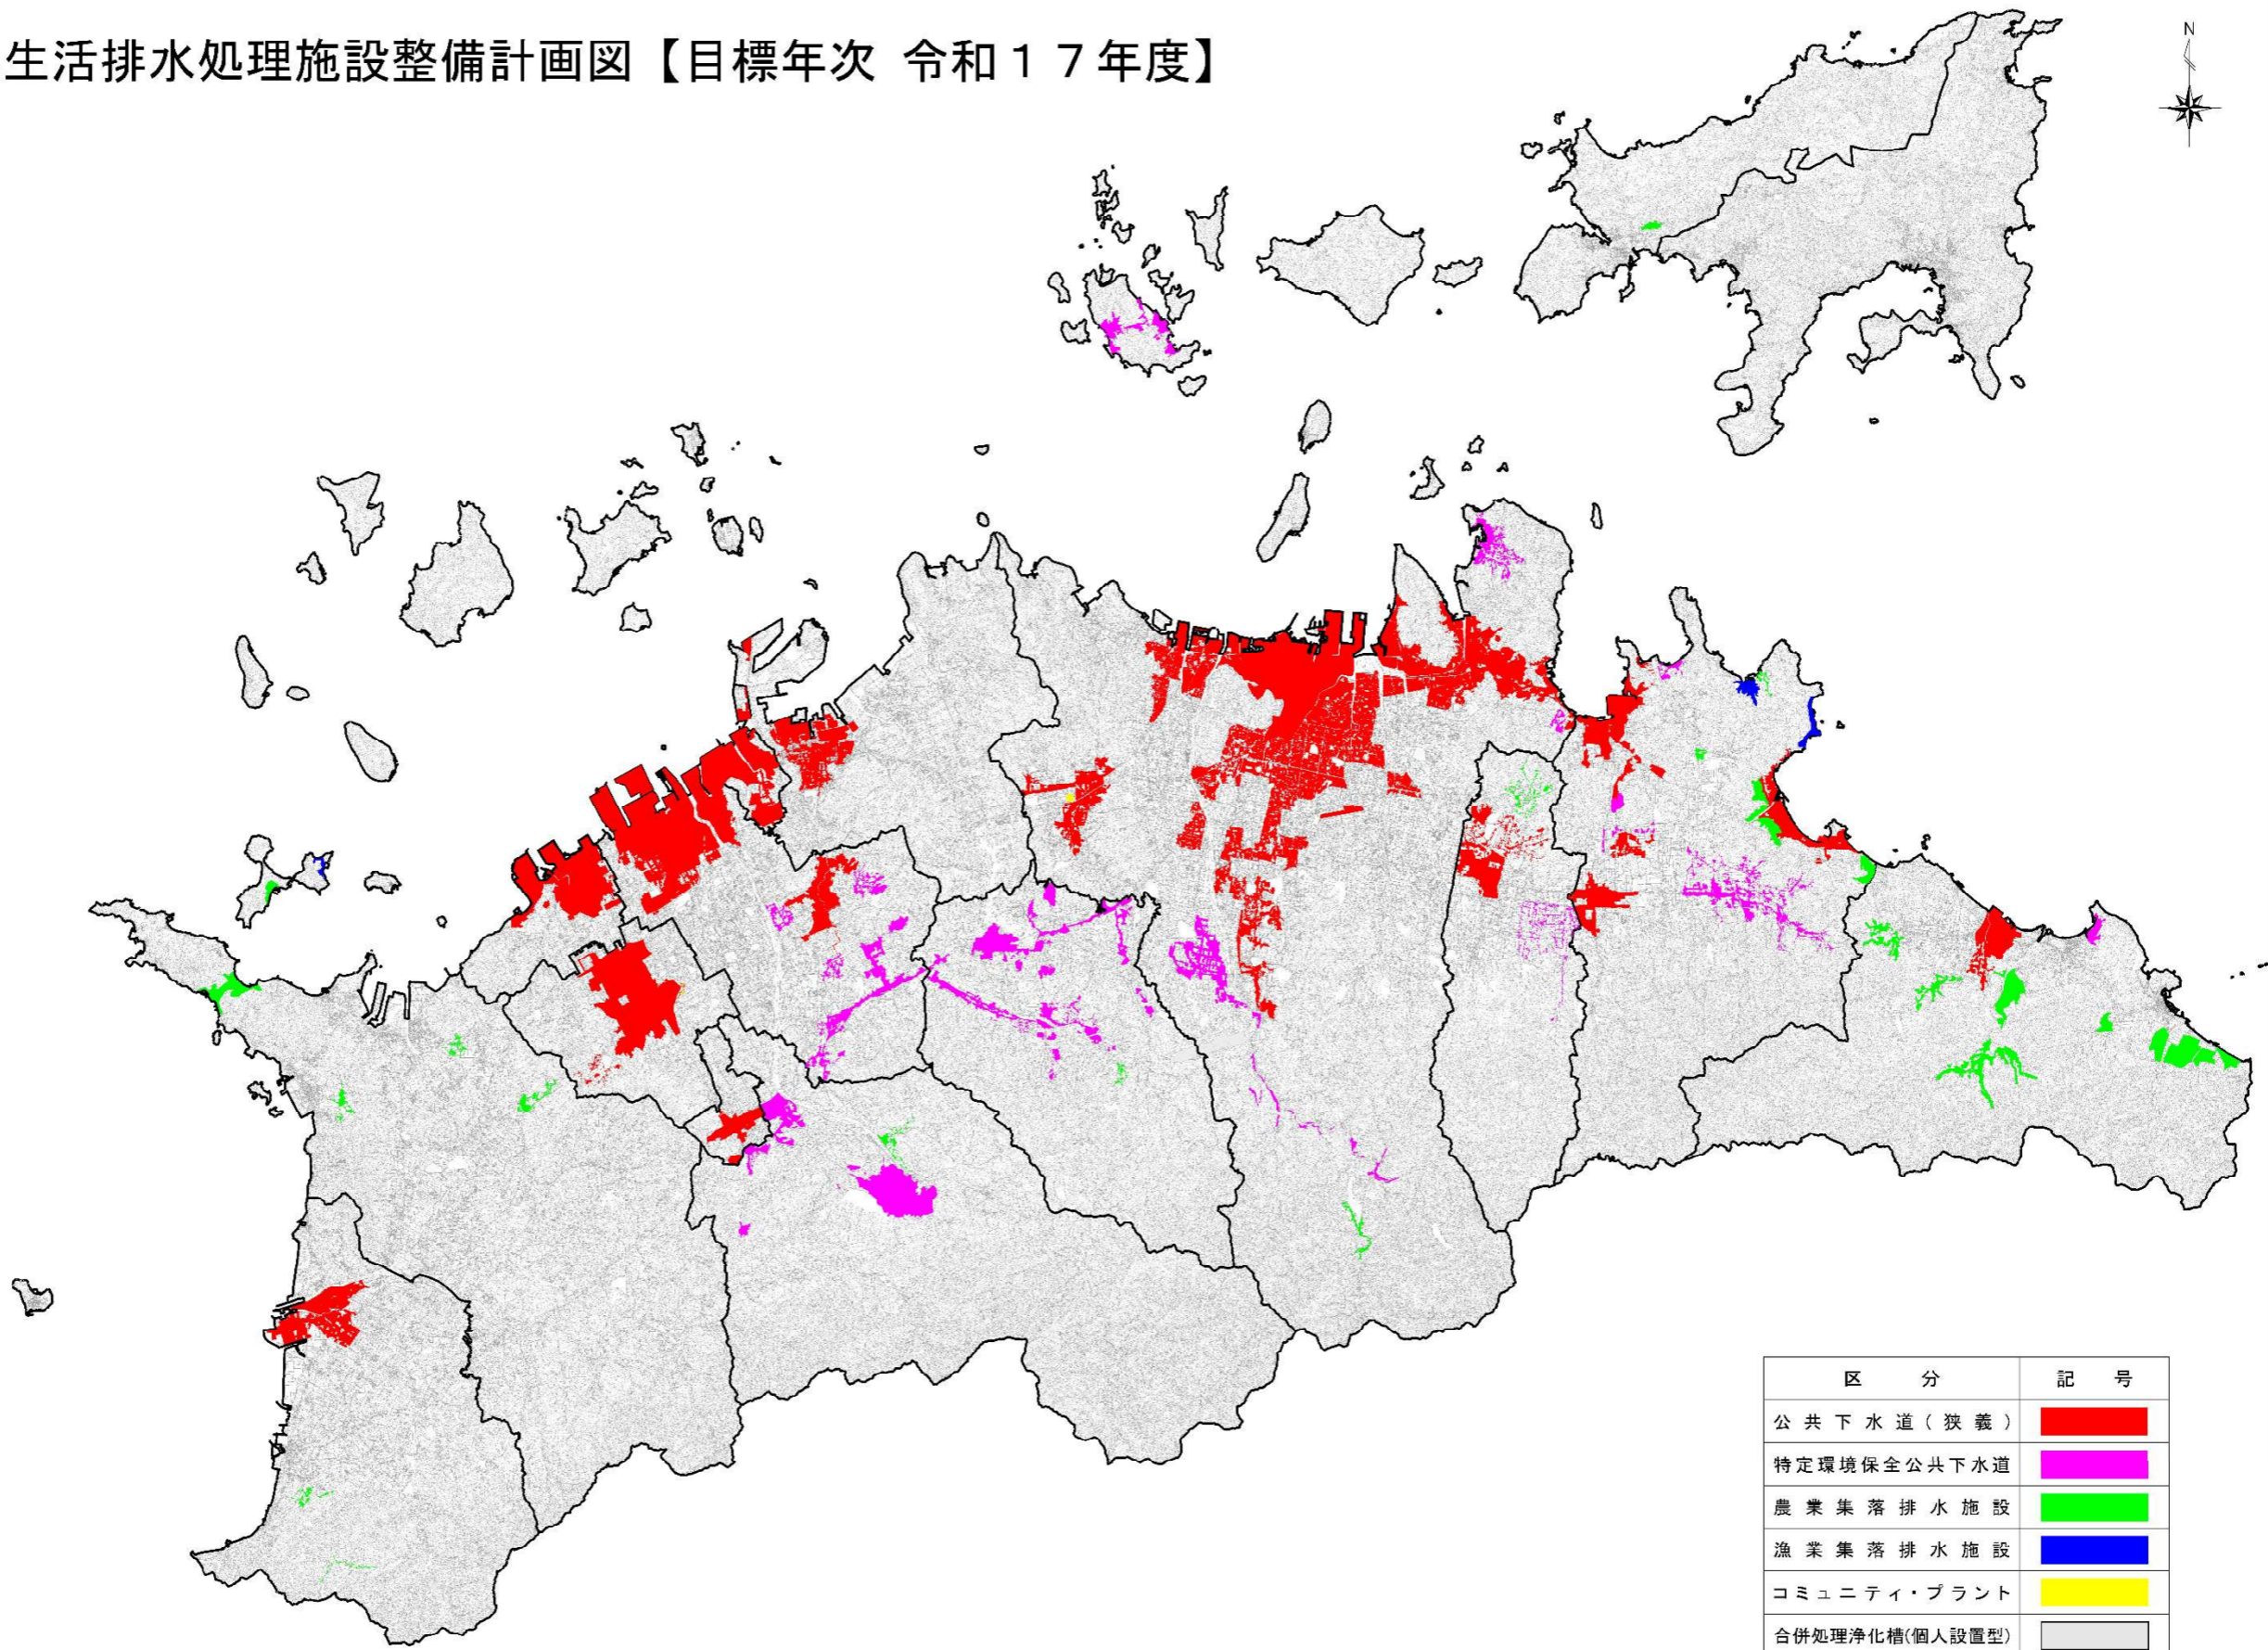 生活排水処理施設整備計画図【目標年次 令和１７年度】
N
区分 記号
公共下水道(狭義)
特定環境保全公共下水道
農業集落排水施設
漁業集落排水施設
コミュニティ・プラント
合併処理浄化槽(個人設置型)